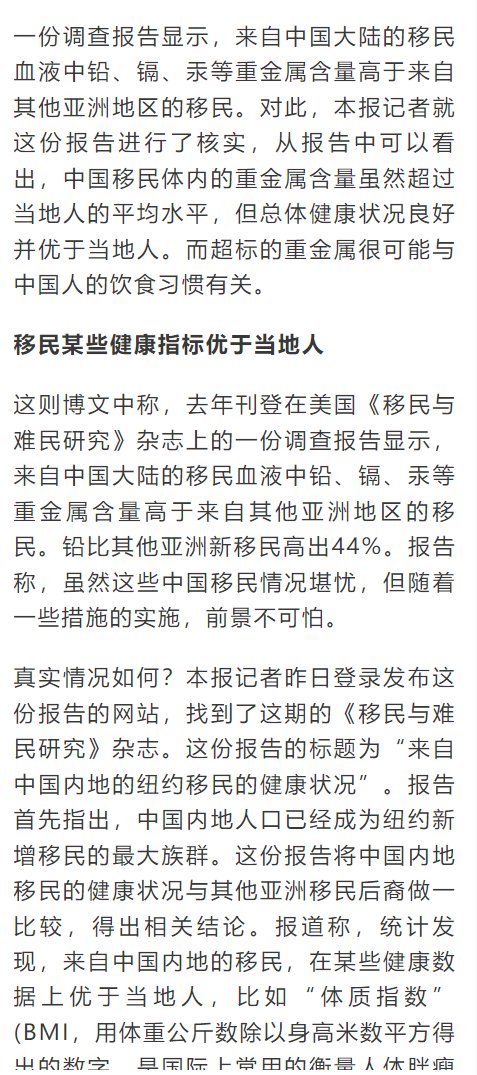 一份调查报告显示，来自中国大陆的移民
血液中铅、镉、汞等重金属含量高于来自
其他亚洲地区的移民。对此，本报记者就
这份报告进行了核实，从报告中可以看
出，中国移民体内的重金属含量虽然超过
当地人的平均水平，但总体健康状况良好
并优于当地人。而超标的重金属很可能与
中国人的饮食习惯有关。
移民某些健康指标优于当地人
这则博文中称，去年刊登在美国《移民与
难民研究》杂志上的一份调查报告显示，
来自中国大陆的移民血液中铅、镉、汞等
重金属含量高于来自其他亚洲地区的移
民。铅比其他亚洲新移民高出44%。报告
称，虽然这些中国移民情况堪忧，但随着
一些措施的实施，前景不可怕。
真实情况如何？本报记者昨日登录发布这
份报告的网站，找到了这期的《移民与难
民研究》杂志。这份报告的标题为“来自
中国内地的纽约移民的健康状况”。报告
首先指出，中国内地人口已经成为纽约新
增移民的最大族群。这份报告将中国内地
移民的健康状况与其他亚洲移民后裔做一
比较，得出相关结论。报道称，统计发
现，来自中国内地的移民，在某些健康数
据上优于当地人，比如“体质指数”
(BMI，用体重公斤数除以身高米数平方得
出的数字，是国际上常用的衡量人体胖瘦